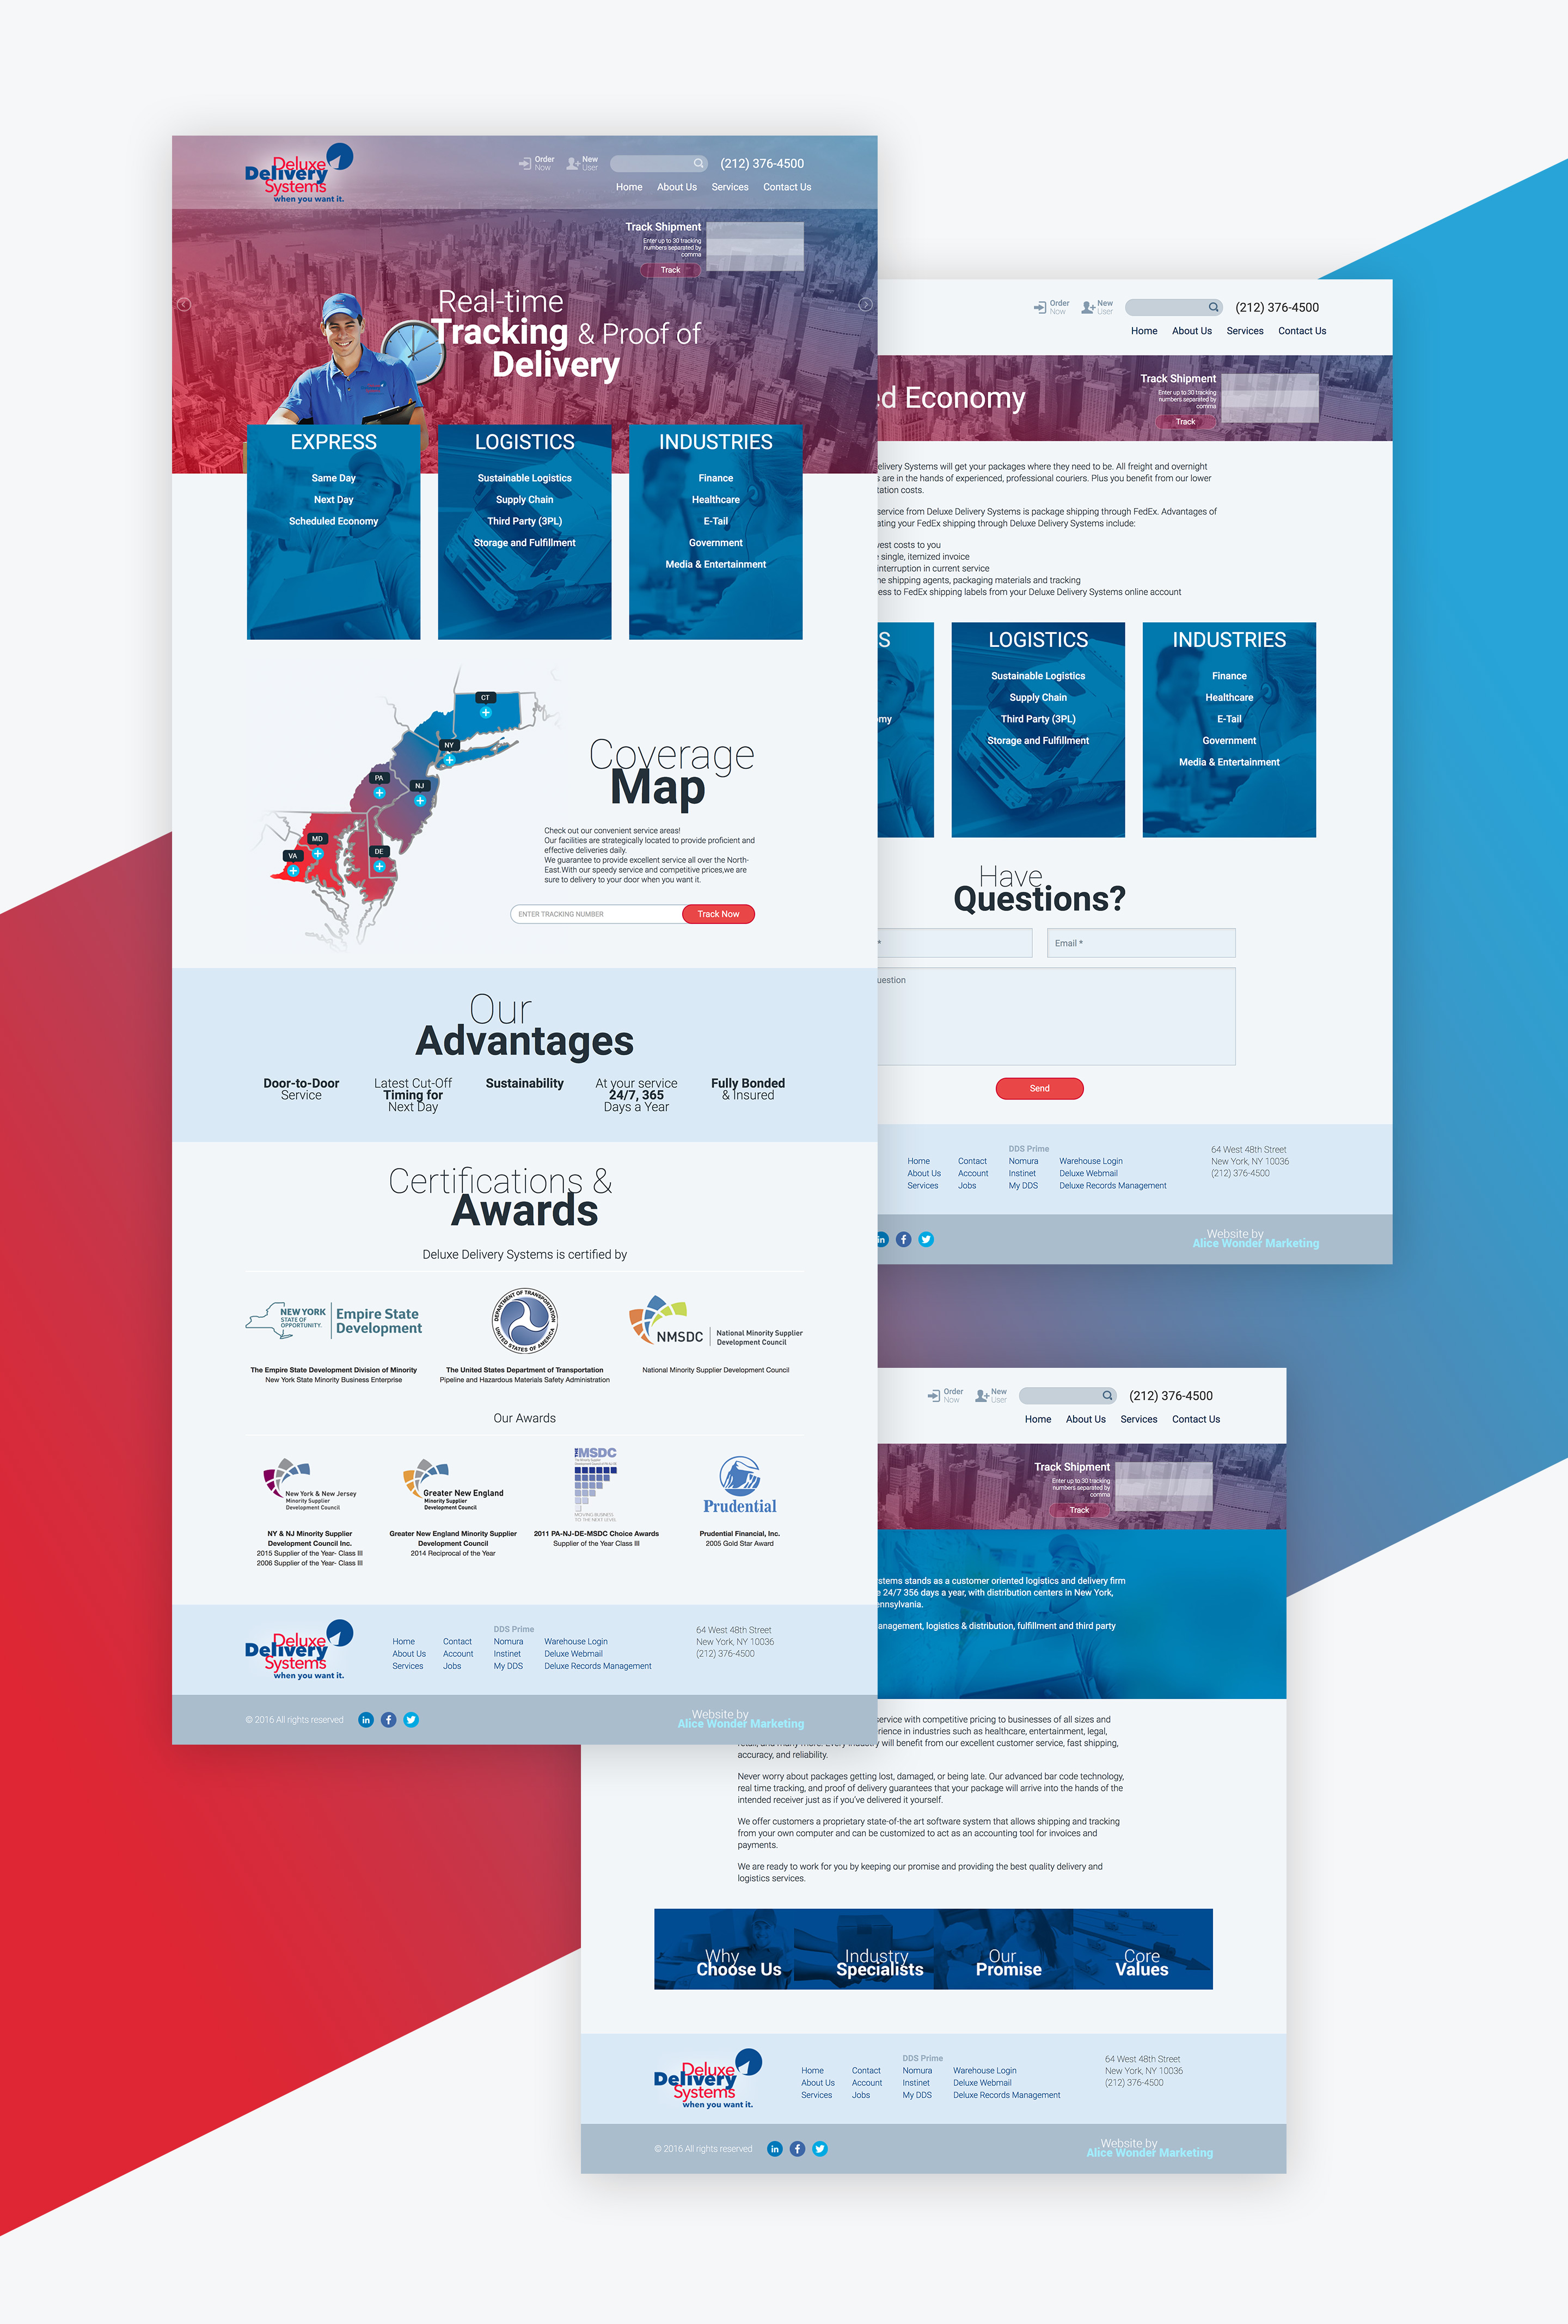 Deluxe
Delivery
Systems
when you want it.
Order
Now
New
User
(212) 376-4500
Home About Us Services Contact Us
Track Shipment
Enter up to 30 tracking
numbers separated by
comma
Track
Real-time
Tracking & Proof of
Delivery
EXPRESS
Same Day
Next Day
Scheduled Economy
LOGISTICS
Sustainable Logistics
Supply Chain
Third Party (3PL)
Storage and Fulfillment
INDUSTRIES
Finance
Healthcare
E-Tail
Government
Media & Entertainment
CT
NY
PA
NJ
MD
VA
DE
Coverage
Map
Check out our convenient service areas!
Our facilities are strategically located to provide proficient and
effective deliveries daily.
We guarantee to provide excellent service all over the North-
East.With our speedy service and competitive prices,we are
sure to delivery to your door when you want it.
ENTER TRACKING NUMBER
Track Now
Our
Advantages
Door-to-Door
Service
Latest Cut-Off
Timing for
Next Day
Sustainability
At your service
24/7, 365
Days a Year
Fully Bonded
& Insured
Certifications &
Awards
Deluxe Delivery Systems is certified by
NEW YORK
STATE OF
OPPORTUNITY.
Empire State
Development
The Empire State Development Division of Minority
New York State Minority Business Enterprise
DEPARTMENT OF TRANSPORTATION
UNITED STATES OF AMERICA
The United States Department of Transportation
Pipeline and Hazardous Materials Safety Administration
NMSDC
National Minority Supplier
Development Council
National Minority Supplier Development Council
Our Awards
New York & New Jersey
Minority Supplier
Development Council
NY & NJ Minority Supplier
Development Council Inc.
2015 Supplier of the Year- Class III
2006 Supplier of the Year- Class III
Greater New England
Minority Supplier
Development Council
Greater New England Minority Supplier
Development Council
2014 Reciprocal of the Year
THE MSDC
MOVING BUSINESS
TO THE NEXT LEVEL
2011 PA-NJ-DE-MSDC Choice Awards
Supplier of the Year Class III
Prudential
Prudential Financial, Inc.
2005 Gold Star Award
Deluxe
Delivery
Systems
when you want it.
Home
About Us
Services
Contact
Account
Jobs
DDS Prime
Nomura
Instinet
My DDS
Warehouse Login
Deluxe Webmail
Deluxe Records Management
64 West 48th Street
New York, NY 10036
(212) 376-4500
© 2016 All rights reserved
in f
Website by
Alice Wonder Marketing
Order
Now
New
User
(212) 376-4500
Home About Us Services Contact Us
ed Economy
Track Shipment
Enter up to 30 tracking
numbers separated by
comma
Track
elivery Systems will get your packages where they need to be. All freight and overnight
s are in the hands of experienced, professional couriers. Plus you benefit from our lower
tation costs.
service from Deluxe Delivery Systems is package shipping through FedEx. Advantages of
ating your FedEx shipping through Deluxe Delivery Systems include:
vest costs to you
single, itemized invoice
interruption in current service
ne shipping agents, packaging materials and tracking
ess to FedEx shipping labels from your Deluxe Delivery Systems online account
S
my
LOGISTICS
Sustainable Logistics
Supply Chain
Third Party (3PL)
Storage and Fulfillment
INDUSTRIES
Finance
Healthcare
E-Tail
Government
Media & Entertainment
Have
Questions?
*
Email *
uestion
Send
Home
About Us
Services
Contact
Account
Jobs
DDS Prime
Nomura
Instinet
My DDS
Warehouse Login
Deluxe Webmail
Deluxe Records Management
64 West 48th Street
New York, NY 10036
(212) 376-4500
in f
Website by
Alice Wonder Marketing
Order
Now
New
User
(212) 376-4500
Home About Us Services Contact Us
Track Shipment
Enter up to 30 tracking
numbers separated by
comma
Track
stems stands as a customer oriented logistics and delivery firm
e 24/7 356 days a year, with distribution centers in New York,
ennsylvania.
anagement, logistics & distribution, fulfillment and third party
service with competitive pricing to businesses of all sizes and
rience in industries such as healthcare, entertainment, legal,
retail, and many more. Every industry will benefit from our excellent customer service, fast shipping,
accuracy, and reliability.
Never worry about packages getting lost, damaged, or being late. Our advanced bar code technology,
real time tracking, and proof of delivery guarantees that your package will arrive into the hands of the
intended receiver just as if you've delivered it yourself.
We offer customers a proprietary state-of-the art software system that allows shipping and tracking
from your own computer and can be customized to act as an accounting tool for invoices and
payments.
We are ready to work for you by keeping our promise and providing the best quality delivery and
logistics services.
Why
Choose Us
Industry
Specialists
Our
Promise
Core
Values
Deluxe
Delivery
Systems
when you want it.
Home
About Us
Services
Contact
Account
Jobs
DDS Prime
Nomura
Instinet
My DDS
Warehouse Login
Deluxe Webmail
Deluxe Records Management
64 West 48th Street
New York, NY 10036
(212) 376-4500
© 2016 All rights reserved
in f
Website by
Alice Wonder Marketing